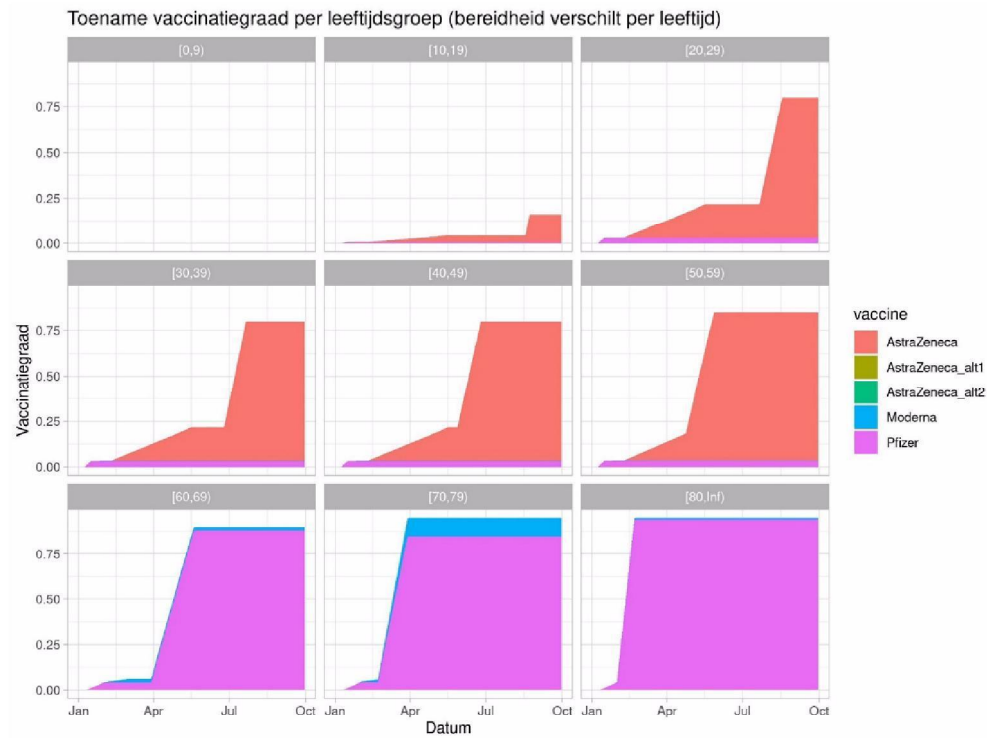 Toename vaccinatiegraad per leeftijdsgroep (bereidheid verschilt per leeftijd)
[0,9)
[10,19)
[20,29)
0.75
0.50
0.25
0.00
[30,39)
[40,49)
[50,59)
0.75
0.50
0.25
0.00
[60,69)
[70,79)
[80,Inf)
0.75
0.50
0.25
0.00
Jan Apr Jul Oct
Jan Apr Jul Oct
Jan Apr Jul Oct
Vaccinatiegraad
Datum
vaccine
AstraZeneca
AstraZeneca_alt1
AstraZeneca_alt2
Moderna
Pfizer